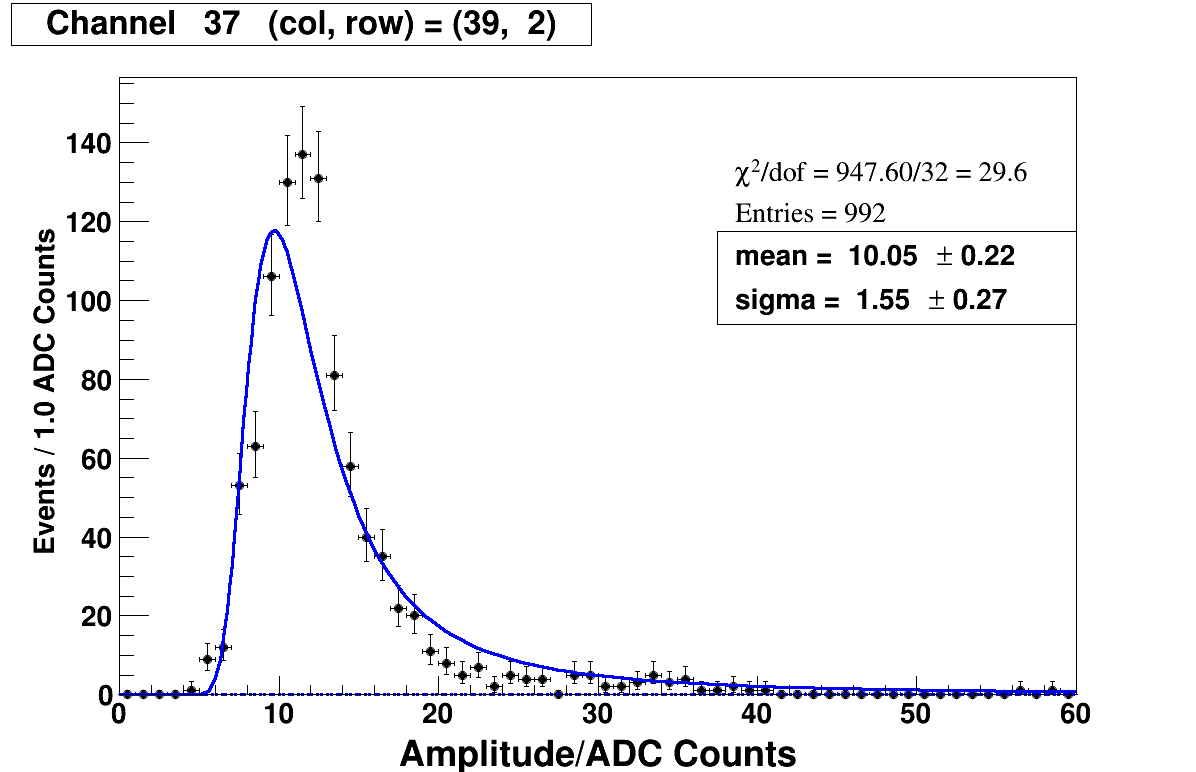 Channel 37 (col, row) = (39, 2)
χ²/dof = 947.60/32 = 29.6
Entries = 992
mean = 10.05 ± 0.22
sigma = 1.55 ± 0.27
Events / 1.0 ADC Counts
140
120
100
80
60
40
20
0
0 10 20 30 40 50 60
Amplitude/ADC Counts